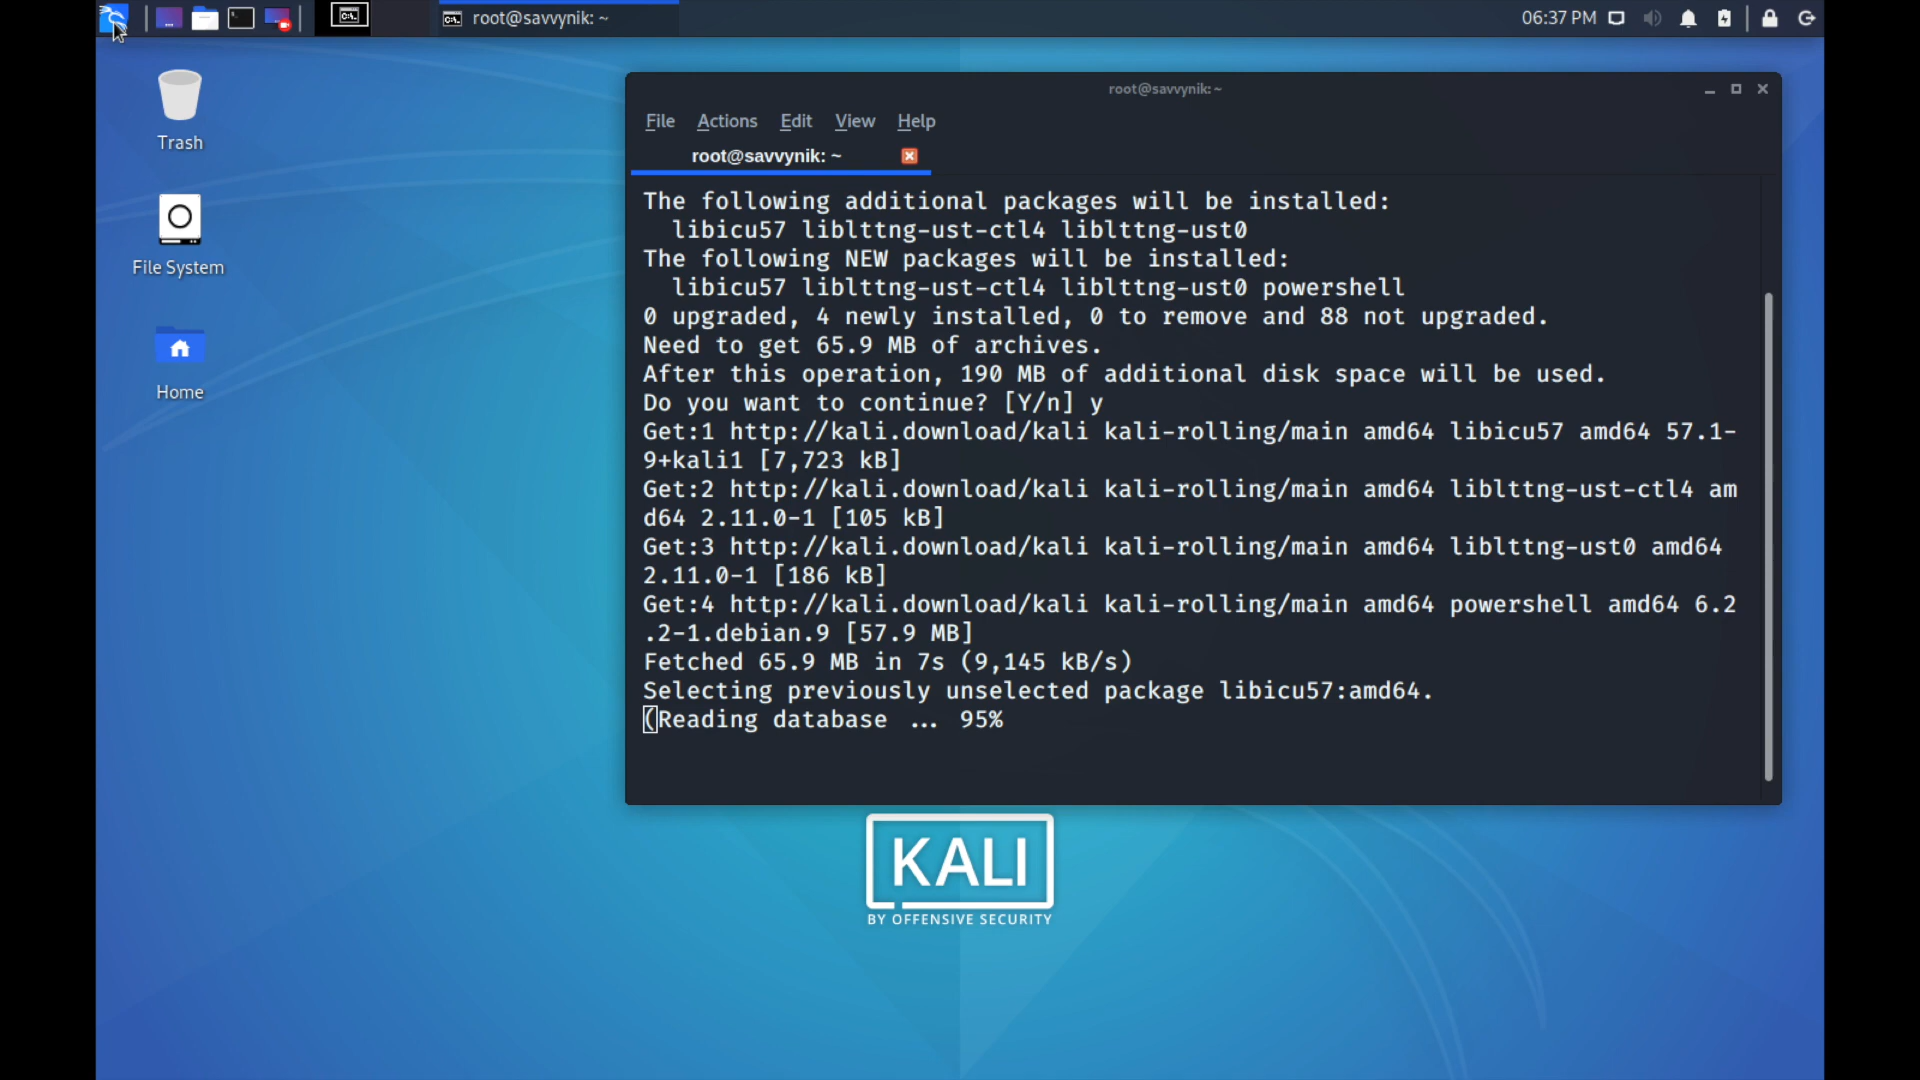 root@savvynik: ~
06:37 PM
Trash
File System
Home
root@savvynik: ~
File Actions Edit View Help
root@savvynik: ~
The following additional packages will be installed:
libicu57 liblttng-ust-ctl4 liblttng-ust0
The following NEW packages will be installed:
libicu57 liblttng-ust-ctl4 liblttng-ust0 powershell
0 upgraded, 4 newly installed, 0 to remove and 88 not upgraded.
Need to get 65.9 MB of archives.
After this operation, 190 MB of additional disk space will be used.
Do you want to continue? [Y/n] y
Get:1 http://kali.download/kali kali-rolling/main amd64 libicu57 amd64 57.1-
9+kali1 [7,723 kB]
Get:2 http://kali.download/kali kali-rolling/main amd64 liblttng-ust-ctl4 am
d64 2.11.0-1 [105 kB]
Get:3 http://kali.download/kali kali-rolling/main amd64 liblttng-ust0 amd64
2.11.0-1 [186 kB]
Get:4 http://kali.download/kali kali-rolling/main amd64 powershell amd64 6.2
.2-1.debian.9 [57.9 MB]
Fetched 65.9 MB in 7s (9,145 kB/s)
Selecting previously unselected package libicu57:amd64.
(Reading database ... 95%
KALI
BY OFFENSIVE SECURITY